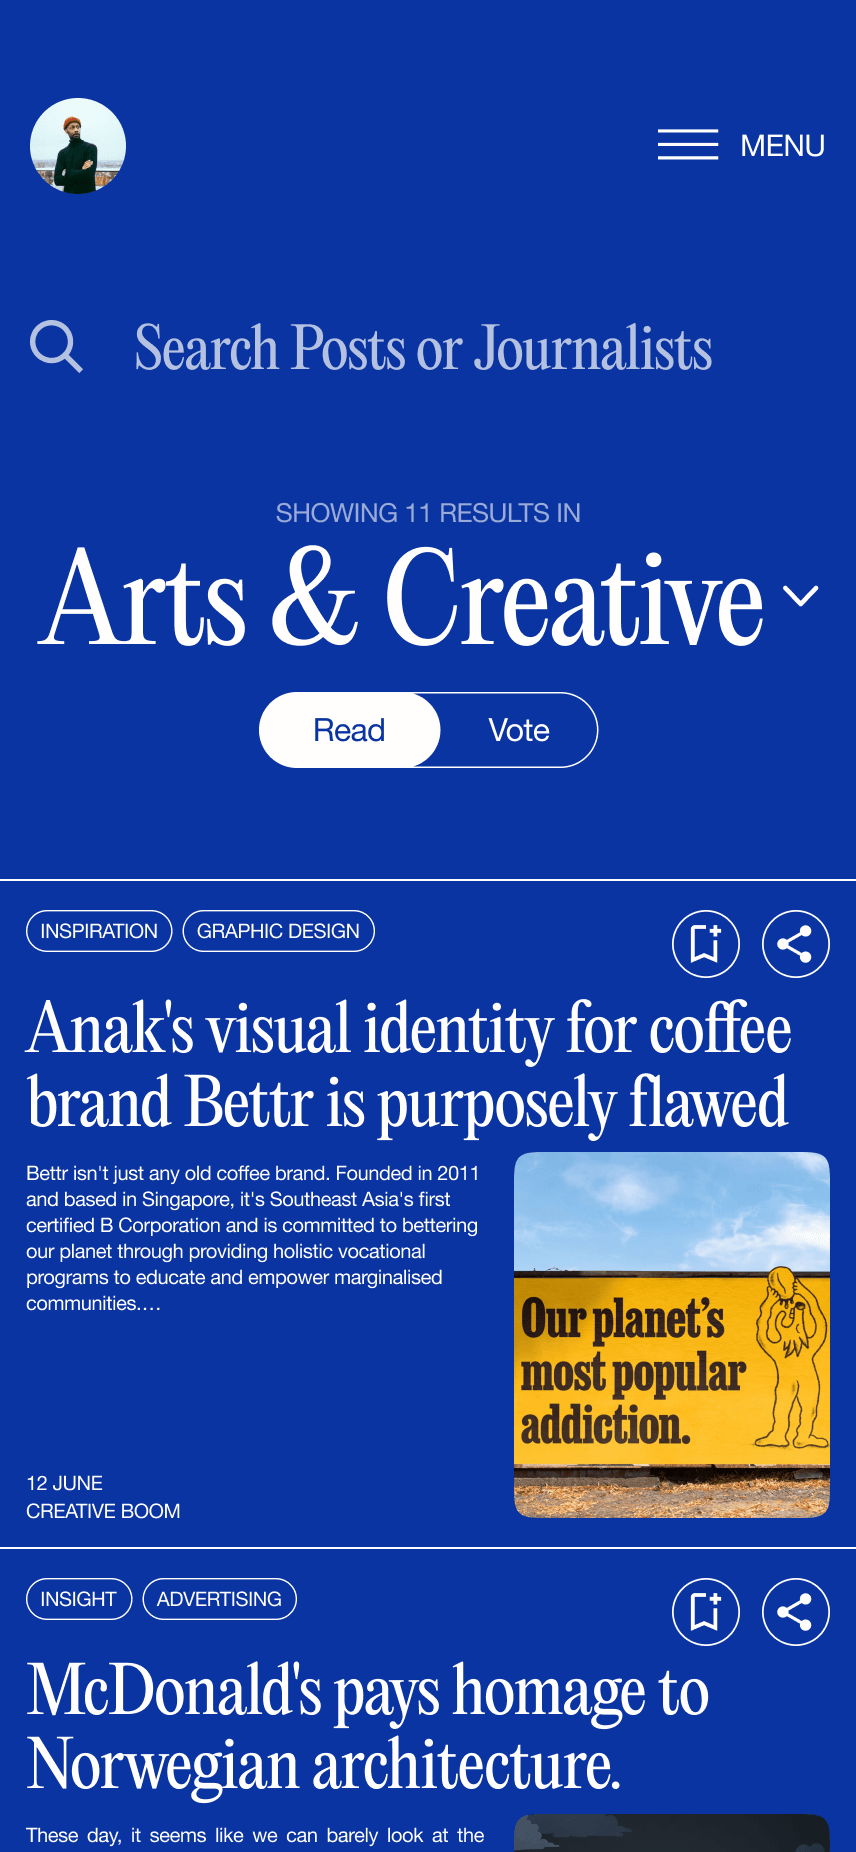 MENU
Search Posts or Journalists
SHOWING 11 RESULTS IN
Arts & Creative
Read
Vote
INSPIRATION
GRAPHIC DESIGN
Anak's visual identity for coffee
brand Bettr is purposely flawed
Bettr isn't just any old coffee brand. Founded in 2011
and based in Singapore, it's Southeast Asia's first
certified B Corporation and is committed to bettering
our planet through providing holistic vocational
programs to educate and empower marginalised
communities....
Our planet's
most popular
addiction.
12 JUNE
CREATIVE BOOM
INSIGHT
ADVERTISING
McDonald's pays homage to
Norwegian architecture.
These day, it seems like we can barely look at the